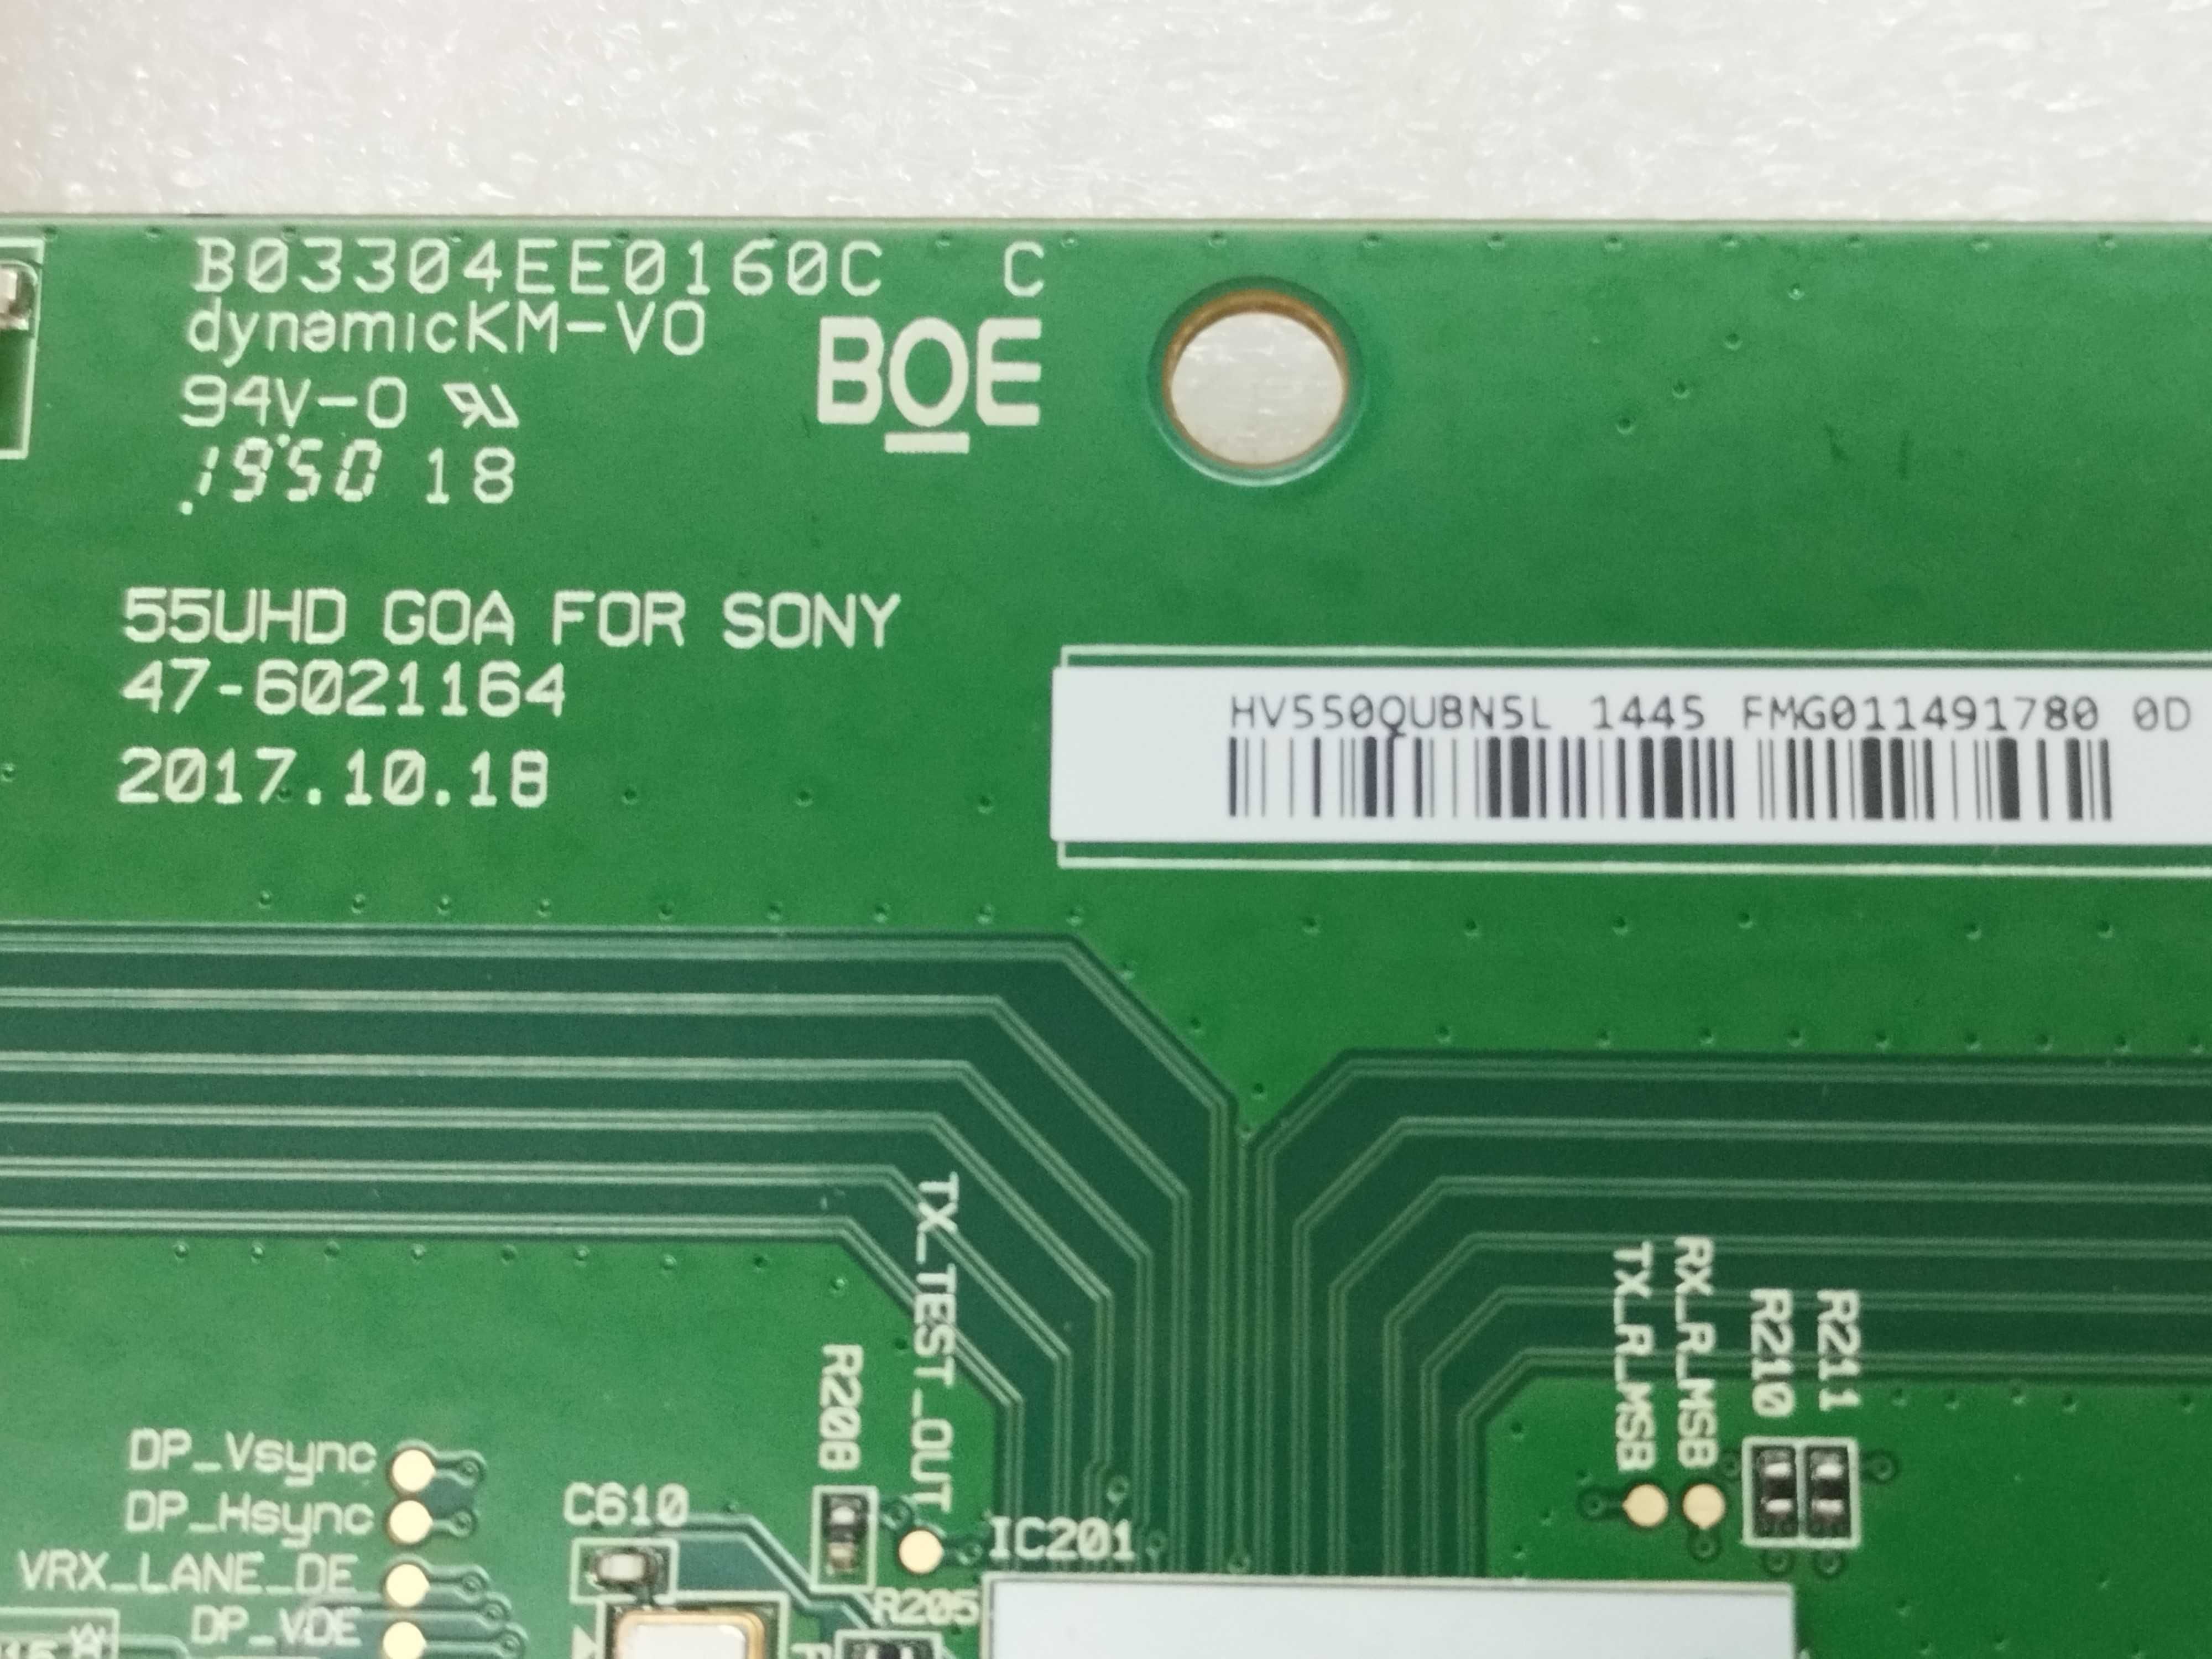 B03304EE0160C C
dynamicKM-V0
BOE
94V-0
1950 18
55UHD GOA FOR SONY
47-6021164
2017.10.18
HV550QUBN5L 1445 FMG011491780 0D
TX_TEST_OUT
R208
TX_R_MSB
RX_R_MSB
R210
R211
DP_Vsync
DP_Hsync
VRX_LANE_DE
DP_VDE
C610
IC201
R205